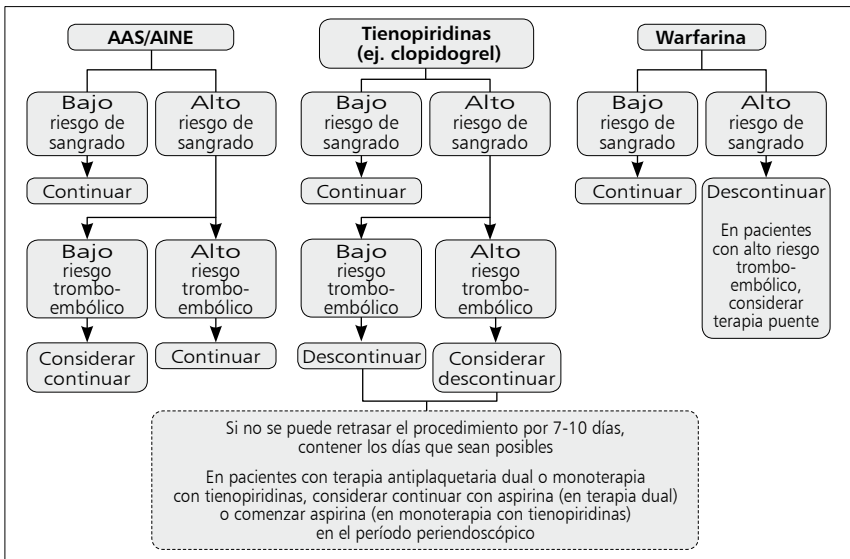 AAS/AINE
Bajo
riesgo de
sangrado
Alto
riesgo de
sangrado
Continuar
Bajo
riesgo
trombo-
embólico
Alto
riesgo
trombo-
embólico
Considerar
continuar
Continuar
Tienopiridinas
(ej. clopidogrel)
Bajo
riesgo de
sangrado
Alto
riesgo de
sangrado
Continuar
Bajo
riesgo
trombo-
embólico
Alto
riesgo
trombo-
embólico
Descontinuar
Considerar
descontinuar
Si no se puede retrasar el procedimiento por 7-10 días,
contener los días que sean posibles
En pacientes con terapia antiplaquetaria dual o monoterapia
con tienopiridinas, considerar continuar con aspirina (en terapia dual)
o comenzar aspirina (en monoterapia con tienopiridinas)
en el período periendoscópico
Warfarina
Bajo
riesgo de
sangrado
Alto
riesgo de
sangrado
Continuar
Descontinuar
En pacientes
con alto riesgo
trombo-
embólico,
considerar
terapia puente